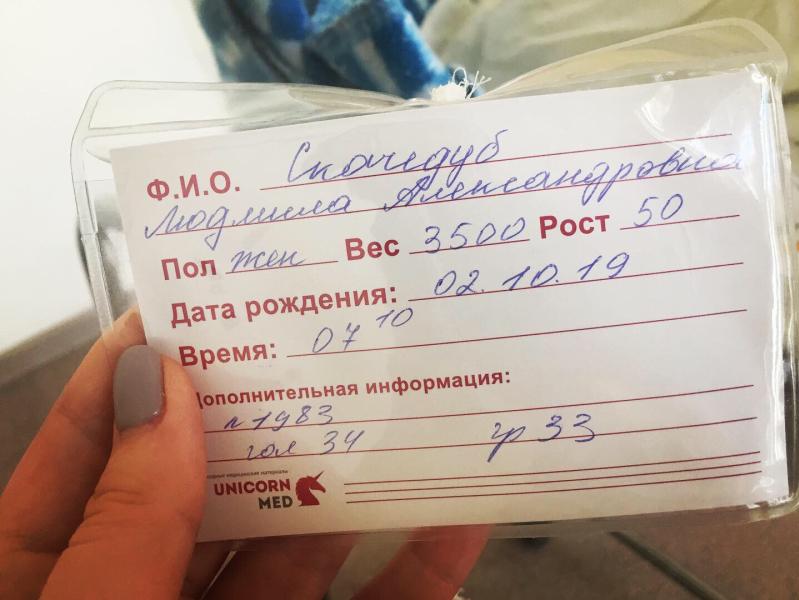 Ф.И.О. Скачедуб
Людмила Александровна
Пол жен Вес 3500 Рост 50
Дата рождения: 02.10.19
Время: 07 10
Дополнительная информация:
1983
гол 34 гр 33
UNICORN
MED